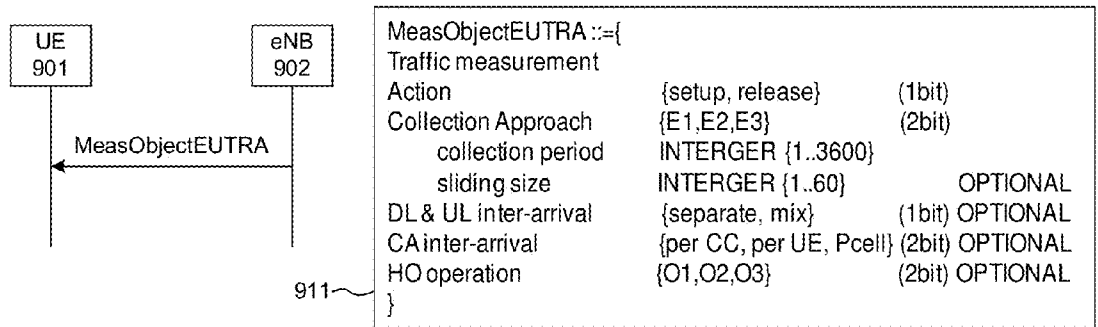 UE
901
eNB
902
MeasObjectEUTRA
MeasObjectEUTRA ::={
Traffic measurement
Action {setup, release} (1bit)
Collection Approach {E1,E2,E3} (2bit)
collection period INTERGER {1..3600}
sliding size INTERGER {1..60} OPTIONAL
DL & UL inter-arrival {separate, mix} (1bit) OPTIONAL
CA inter-arrival {per CC, per UE, Pcell} (2bit) OPTIONAL
HO operation {O1,O2,O3} (2bit) OPTIONAL
}
911